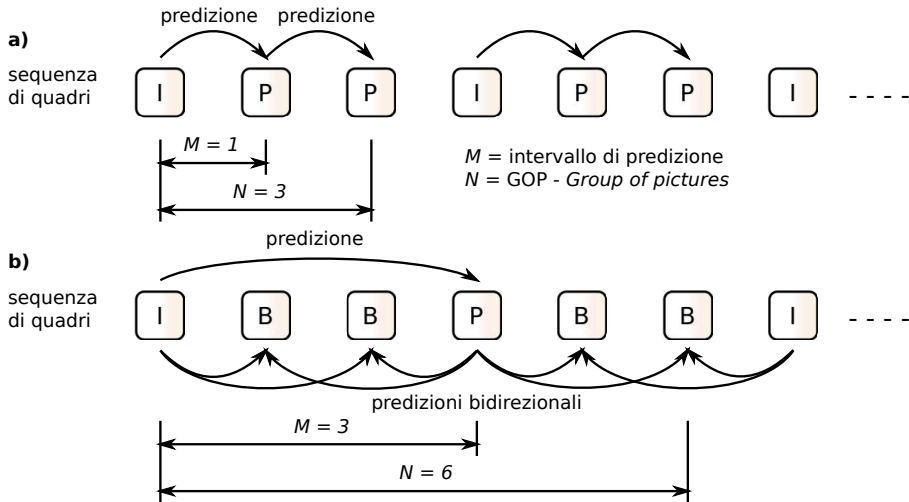 predizione predizione
a)
sequenza
di quadri
I P P I P P I - - - -
M = 1
M = intervallo di predizione
N = GOP - Group of pictures
N = 3
predizione
b)
sequenza
di quadri
I B B P B B I - - - -
predizioni bidirezionali
M = 3
N = 6